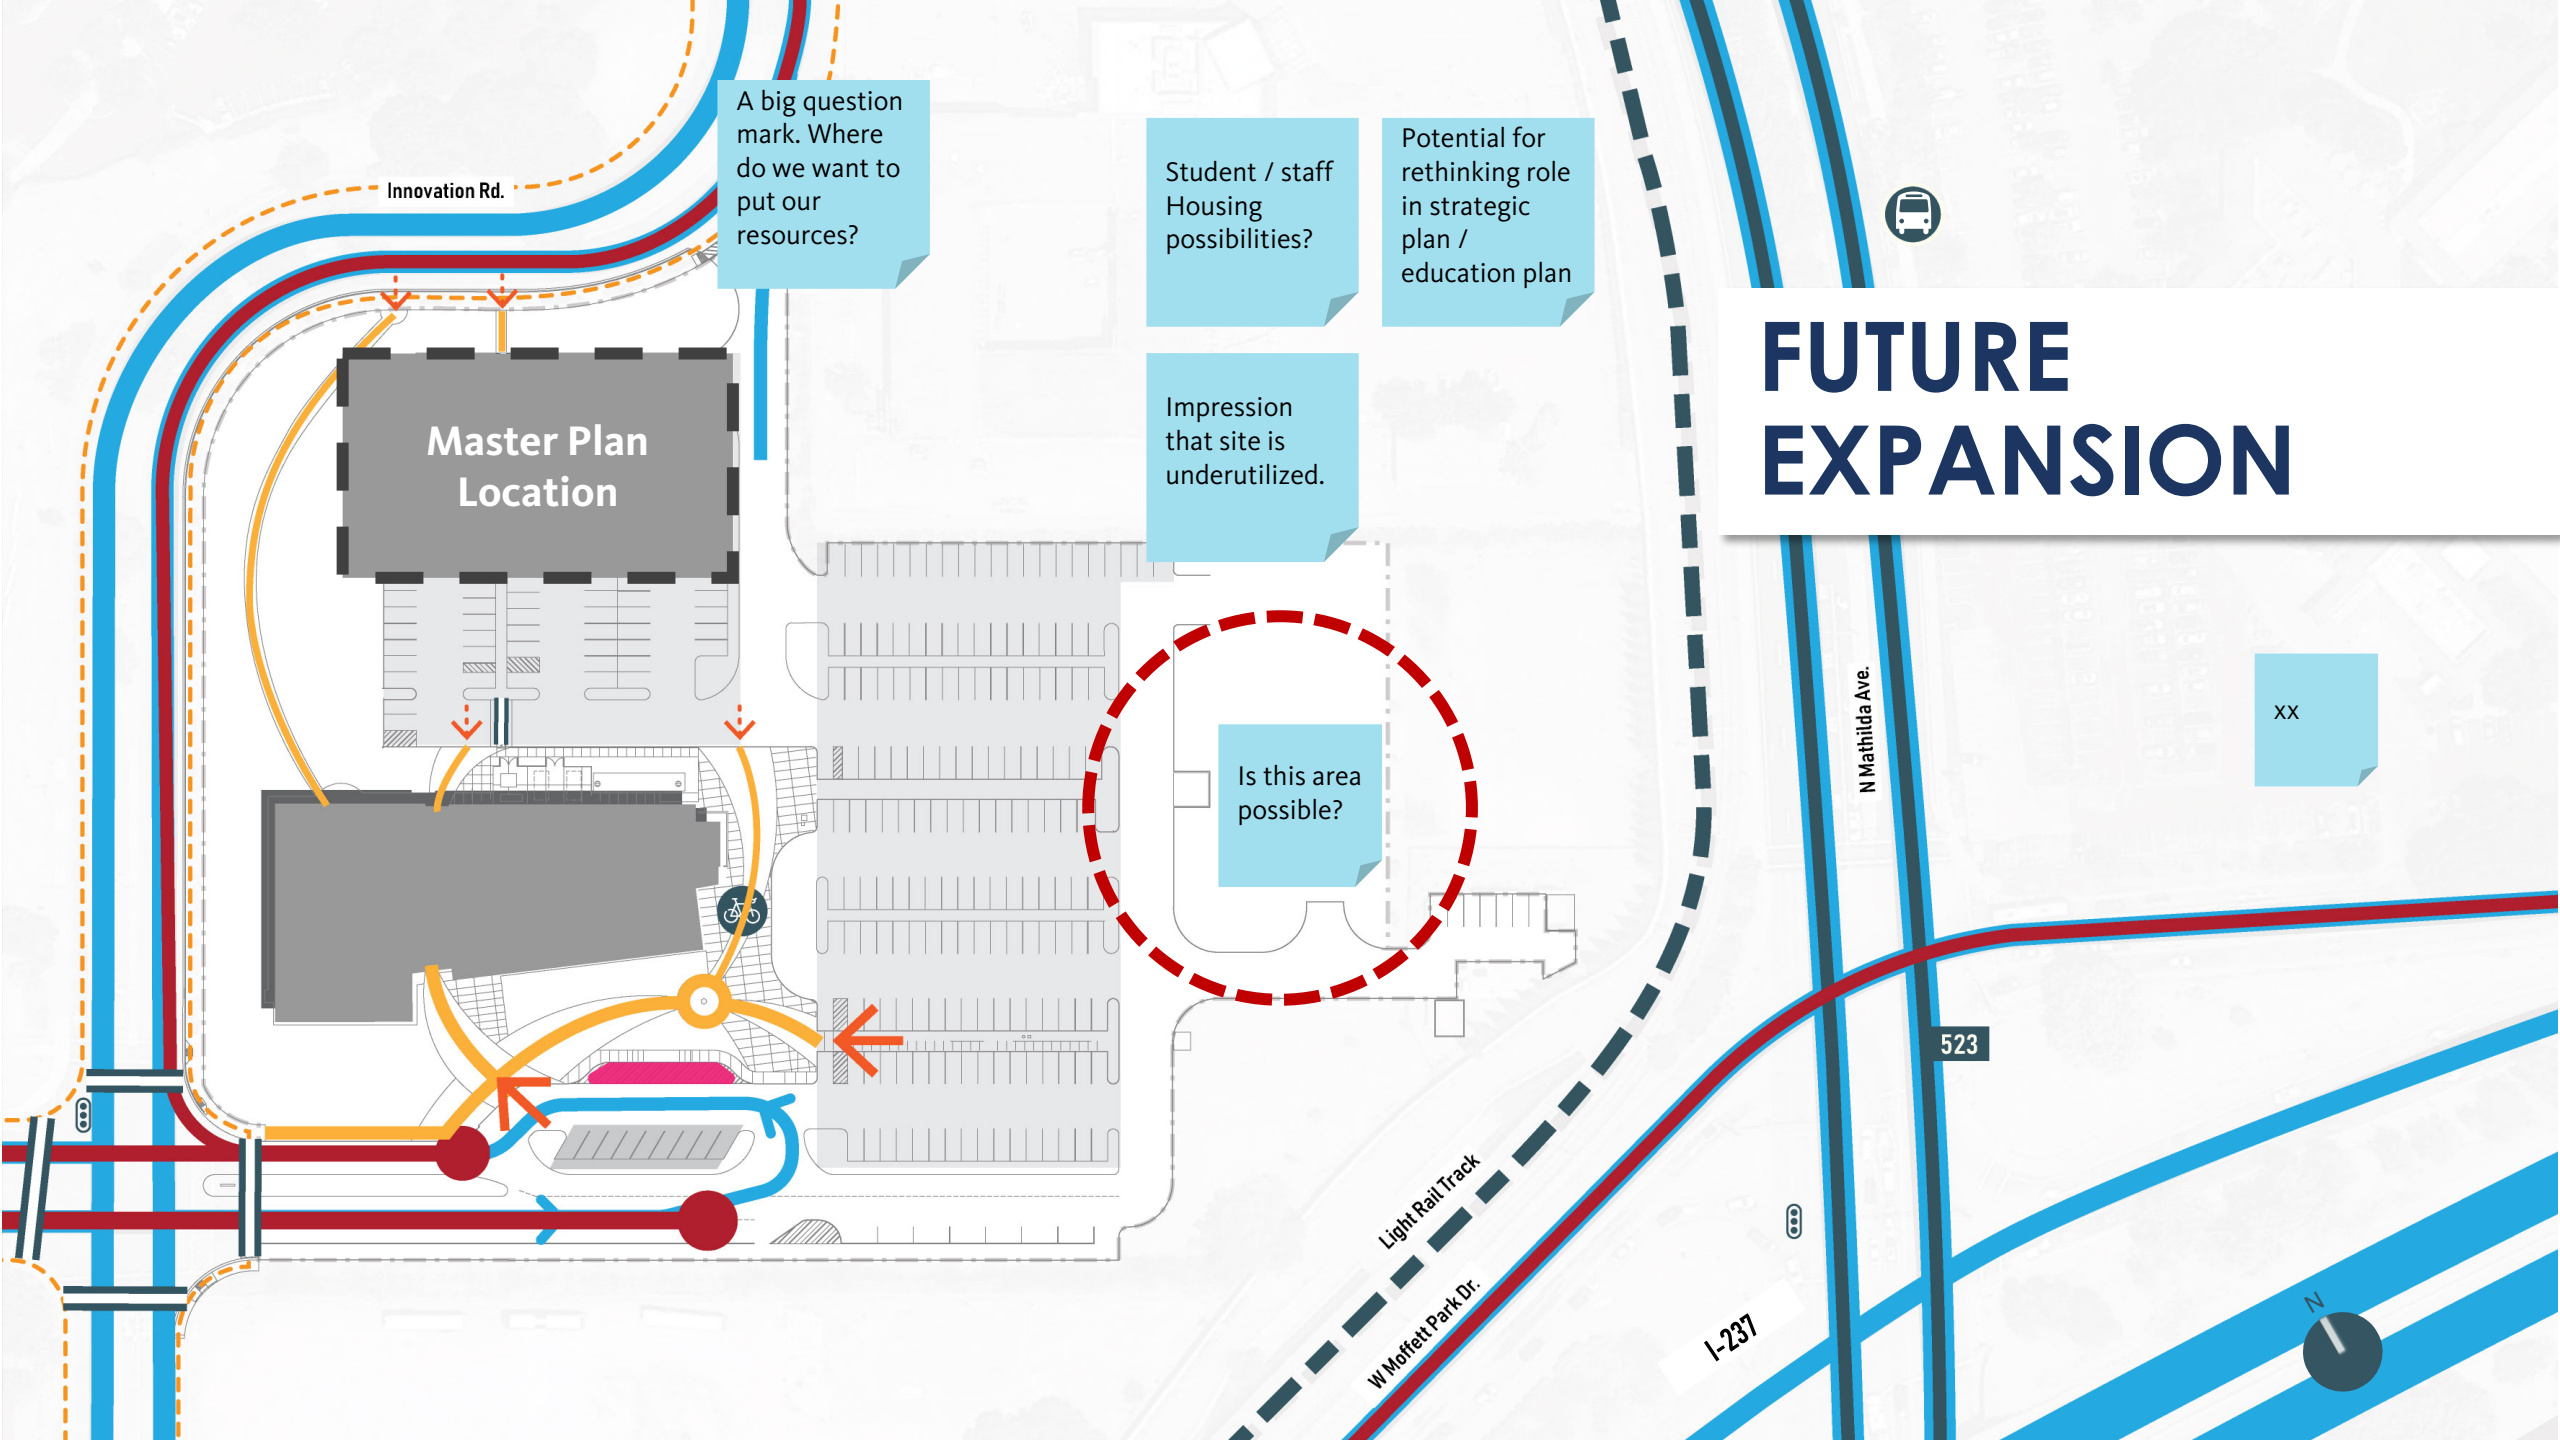 A big question
mark. Where
do we want to
put our
resources?
Student / staff
Housing
possibilities?
Potential for
rethinking role
in strategic
plan /
education plan
Innovation Rd.
FUTURE
EXPANSION
Impression
that site is
underutilized.
Master Plan
Location
N Mathilda Ave.
xx
Is this area
possible?
523
Light Rail Track
W Moffett Park Dr.
I-237
N